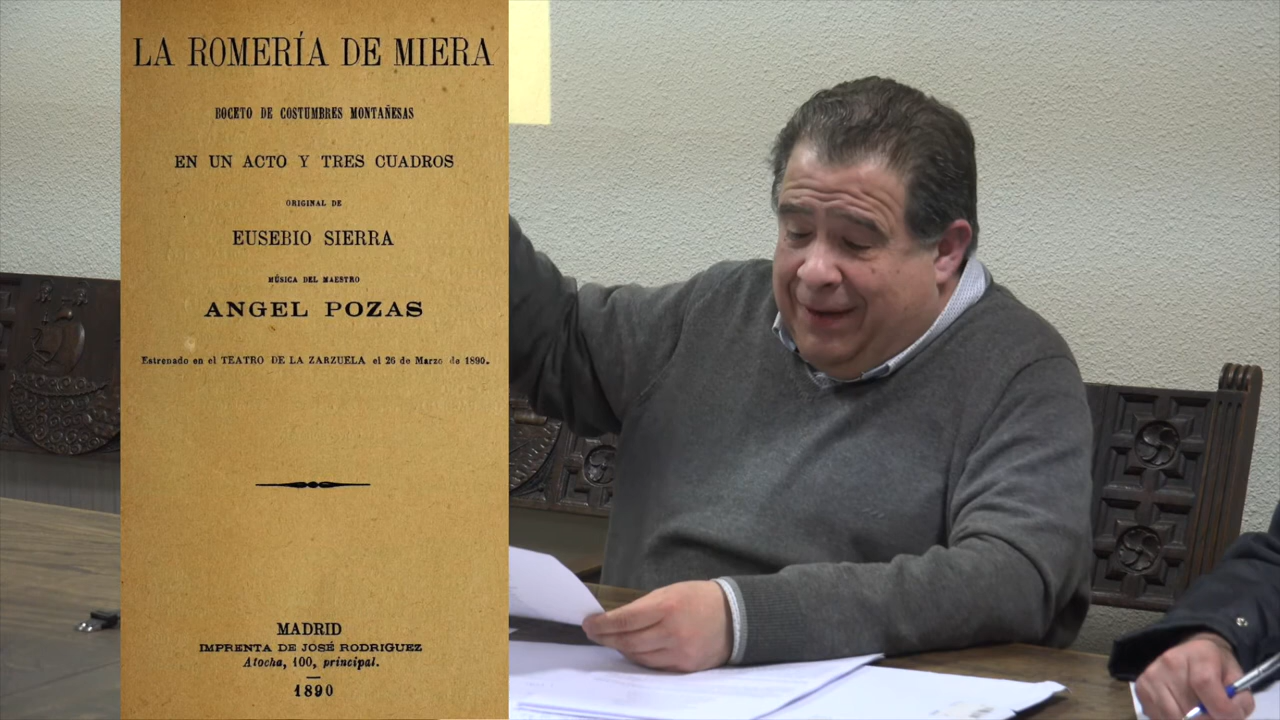 LA ROMERÍA DE MIERA
BOCETO DE COSTUMBRES MONTAÑESAS
EN UN ACTO Y TRES CUADROS
ORIGINAL DE
EUSEBIO SIERRA
MÚSICA DEL MAESTRO
ANGEL POZAS
Estrenado en el TEATRO DE LA ZARZUELA el 26 de Marzo de 1890.
MADRID
IMPRENTA DE JOSÉ RODRIGUEZ
Atocha, 100, principal.
1890